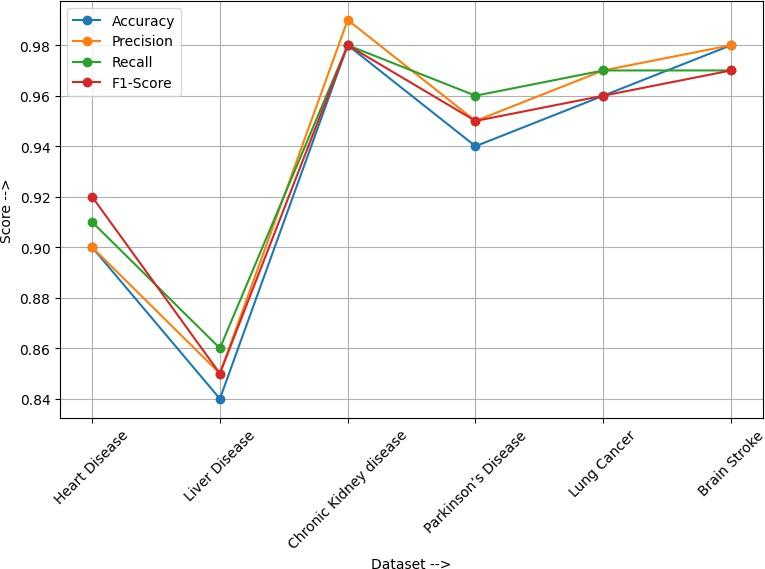 Accuracy
Precision
Recall
F1-Score
0.98
0.96
0.94
0.92
0.90
0.88
0.86
0.84
Score -->
Heart Disease
Liver Disease
Chronic Kidney disease
Parkinson's Disease
Lung Cancer
Brain Stroke
Dataset -->